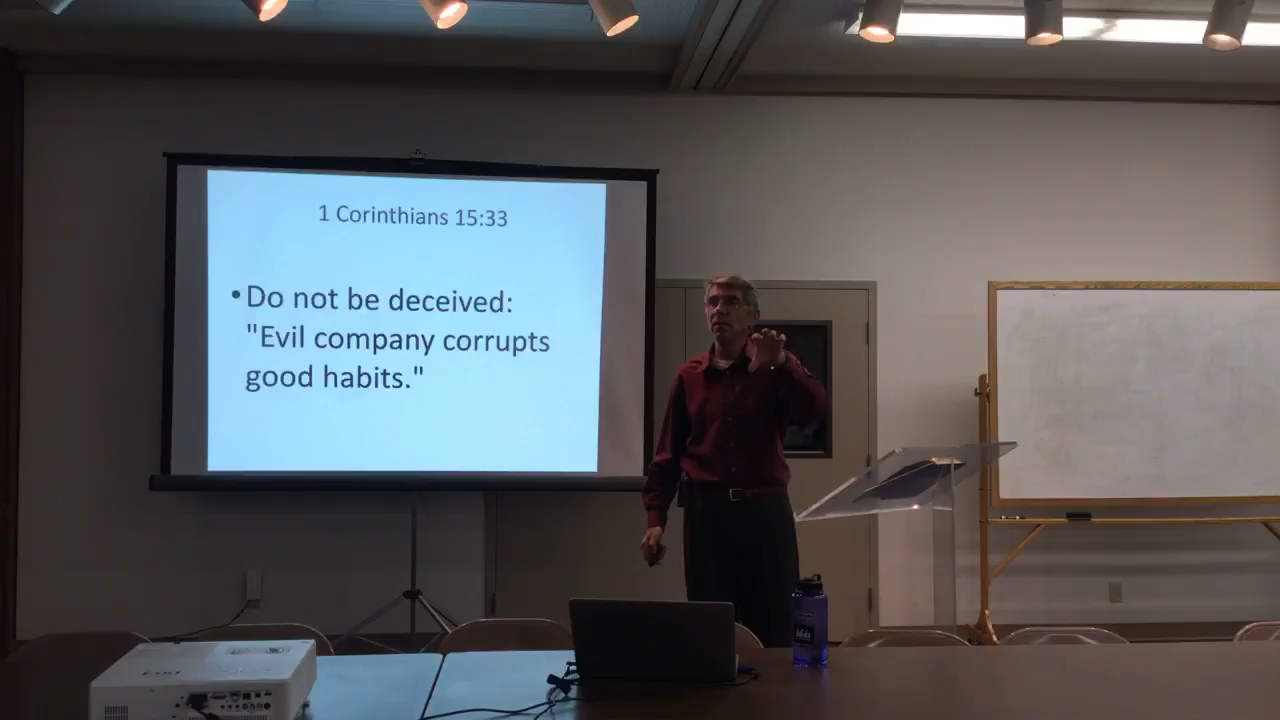 1 Corinthians 15:33
•Do not be deceived:
"Evil company corrupts
good habits."